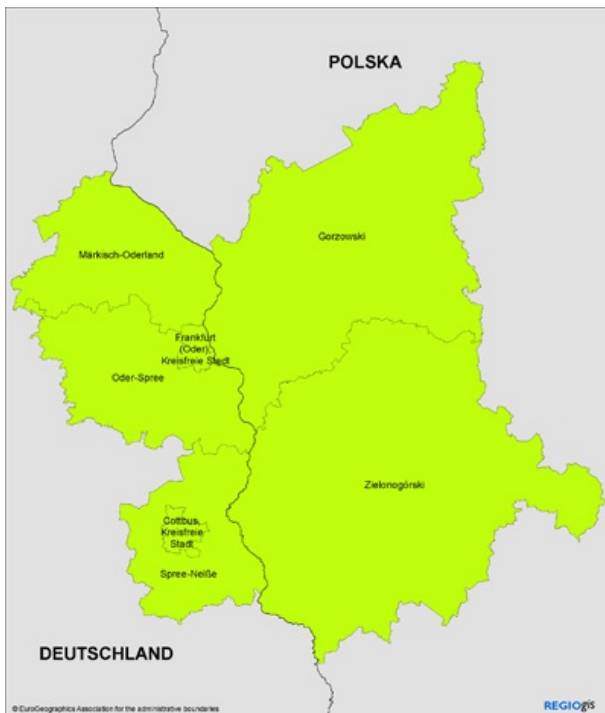 POLSKA
Gorzowski
Märkisch-Oderland
Frankfurt
(Oder),
Kreisfreie Stadt
Oder-Spree
Zielonogórski
Cottbus,
Kreisfreie
Stadt
Spree-Neiße
DEUTSCHLAND
© EuroGeographics Association for the administrative boundaries
REGIOgis